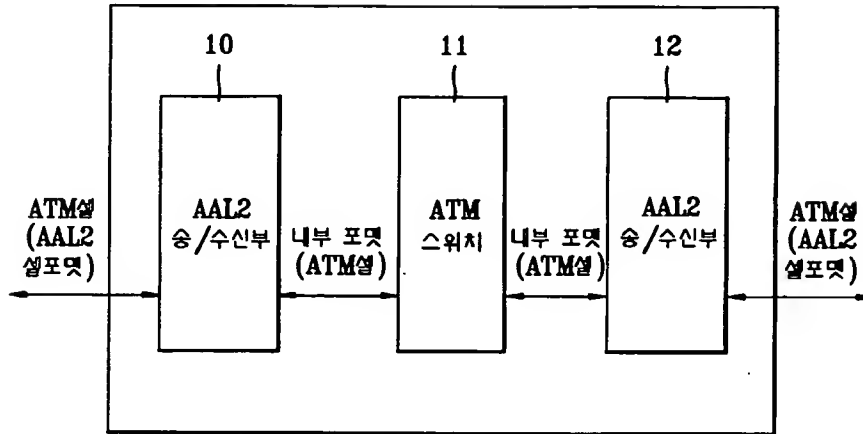 10
11
12
ATM셀
(AAL2
셀포맷)
AAL2
송/수신부
내부 포맷
(ATM셀)
ATM
스위치
내부 포맷
(ATM셀)
AAL2
송/수신부
ATM셀
(AAL2
셀포맷)